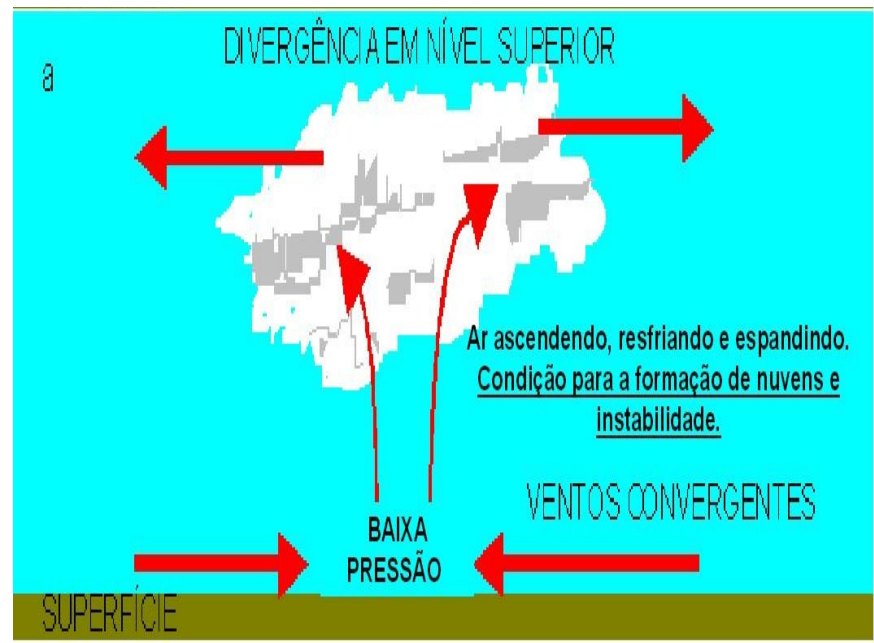 DIVERGÊNCIA EM NÍVEL SUPERIOR
a
Ar ascendendo, resfriando e espandindo.
Condição para a formação de nuvens e
instabilidade.
VENTOS CONVERGENTES
BAIXA
PRESSÃO
SUPERFÍCIE